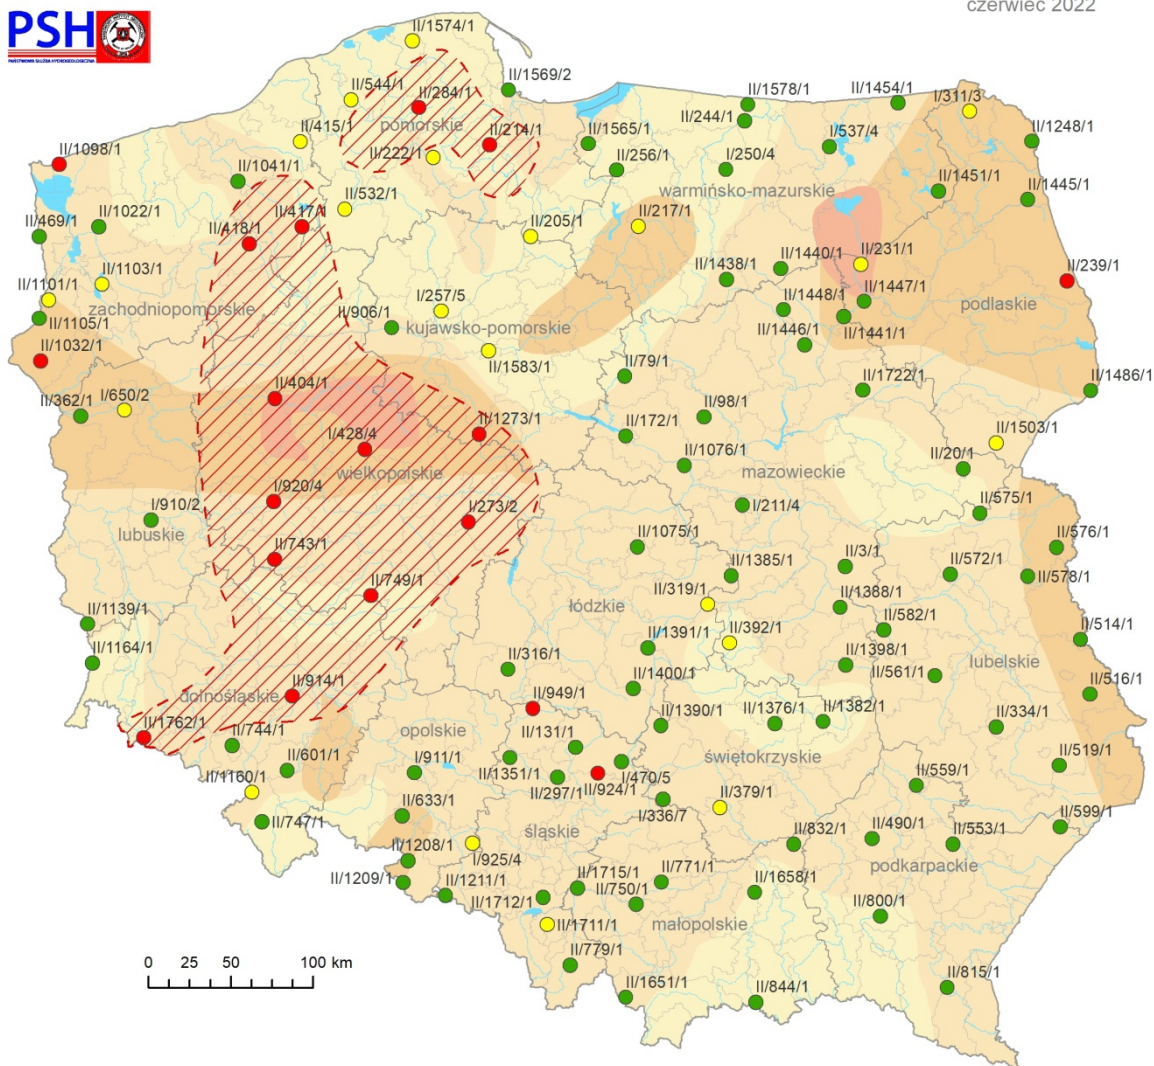 czerwiec 2022
PSH
PAŃSTWOWA SŁUŻBA HYDROGEOLOGICZNA
II/1574/1
II/1569/2
II/544/1
II/284/1
pomorskie
II/415/1
II/214/1
II/222/1
II/1578/1
II/1454/1
I/311/3
II/244/1
II/1565/1
I/537/4
II/1248/1
II/256/1
I/250/4
II/1451/1
II/1445/1
warmińsko-mazurskie
II/1098/1
II/1041/1
II/532/1
II/469/1
II/1022/1
II/418/1
II/417/1
II/205/1
II/217/1
II/1440/1
II/231/1
II/239/1
II/1103/1
II/1101/1
II/1438/1
II/1447/1
II/1448/1
podlaskie
zachodniopomorskie
II/1105/1
I/257/5
II/906/1
kujawsko-pomorskie
II/1441/1
II/1446/1
II/1032/1
II/1583/1
II/79/1
II/404/1
II/1722/1
II/1486/1
II/362/1
I/650/2
II/98/1
II/1273/1
II/172/1
II/1503/1
I/428/4
wielkopolskie
II/1076/1
mazowieckie
II/20/1
I/920/4
I/910/2
lubuskie
I/273/2
I/211/4
II/575/1
II/743/1
II/1075/1
II/576/1
II/749/1
II/1385/1
II/3/1
II/572/1
II/578/1
II/319/1
łódzkie
II/1388/1
II/1139/1
II/392/1
II/582/1
II/514/1
II/1164/1
II/1391/1
II/1398/1
lubelskie
II/316/1
II/561/1
II/1400/1
II/914/1
dolnośląskie
II/516/1
II/949/1
II/1390/1
II/1376/1
II/1382/1
II/334/1
II/1762/1
II/744/1
opolskie
II/131/1
świętokrzyskie
II/519/1
II/601/1
I/911/1
II/1351/1
I/470/5
II/559/1
II/1160/1
II/297/1
II/924/1
II/379/1
II/747/1
II/633/1
I/336/7
śląskie
II/832/1
II/490/1
II/553/1
II/599/1
II/1208/1
I/925/4
podkarpackie
II/1209/1
II/1211/1
II/1715/1
II/771/1
II/1712/1
II/750/1
II/1658/1
II/1711/1
małopolskie
II/800/1
II/779/1
II/1651/1
II/844/1
II/815/1
0 25 50 100 km